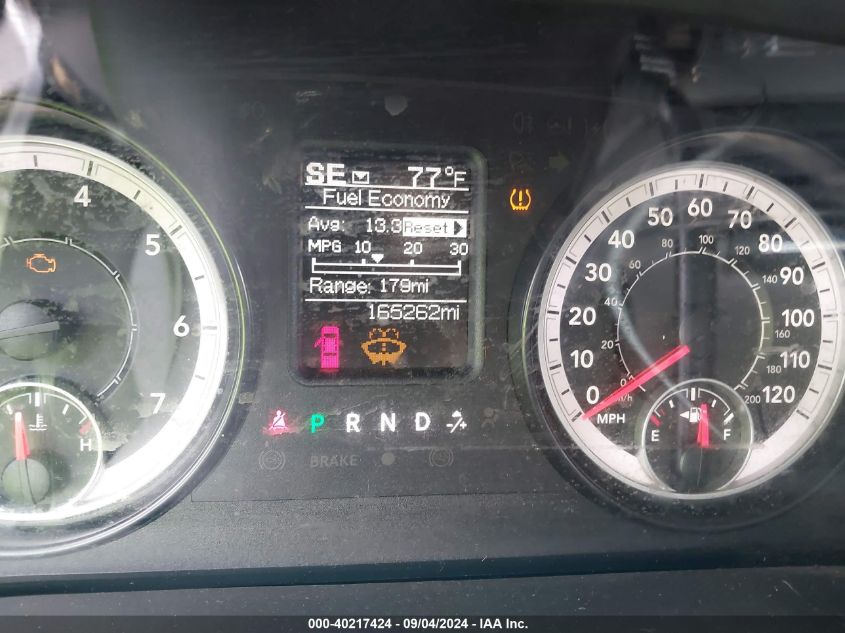 SE 77°F
Fuel Economy
Avg: 13.3 Reset
MPG 10 20 30
Range: 179mi
165262mi
P R N D
BRAKE
4
5
6
7
H
0 10 20 30 40 50 60 70 80 90 100 110 120
MPH
0 20 40 60 80 100 120 140 160 180 200
km/h
E F
000-40217424 - 09/04/2024 - IAA Inc.